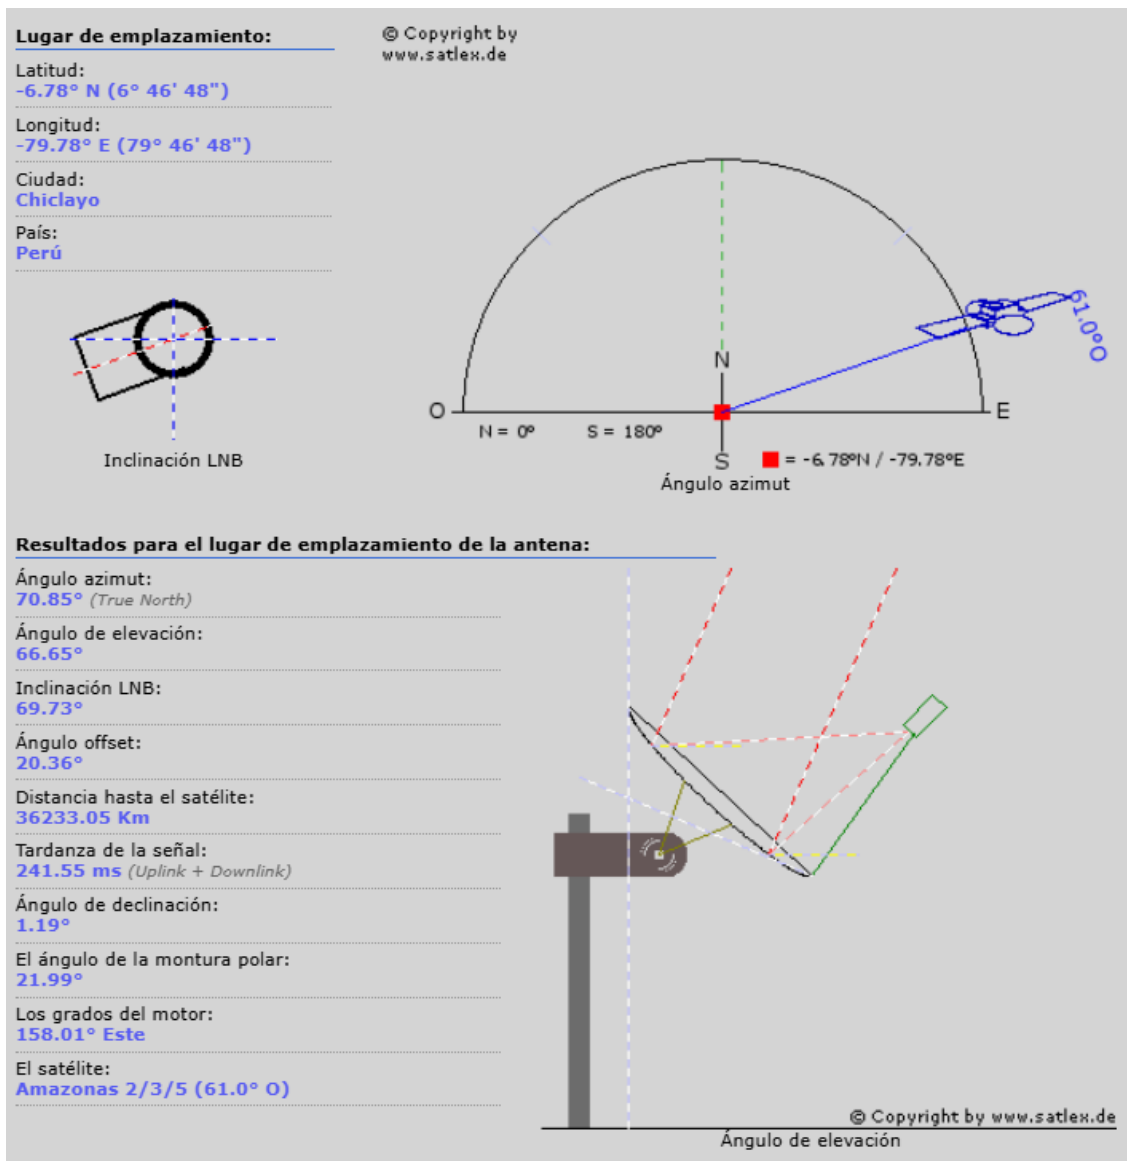 Lugar de emplazamiento:
© Copyright by
www.satlex.de
Latitud:
-6.78° N (6° 46' 48")
Longitud:
-79.78° E (79° 46' 48")
Ciudad:
Chiclayo
País:
Perú
61.0ºO
N
O
E
N = 0º
S = 180º
S
= -6.78ºN / -79.78ºE
Inclinación LNB
Ángulo azimut
Resultados para el lugar de emplazamiento de la antena:
Ángulo azimut:
70.85° (True North)
Ángulo de elevación:
66.65°
Inclinación LNB:
69.73°
Ángulo offset:
20.36°
Distancia hasta el satélite:
36233.05 Km
Tardanza de la señal:
241.55 ms (Uplink + Downlink)
Ángulo de declinación:
1.19°
El ángulo de la montura polar:
21.99°
Los grados del motor:
158.01° Este
El satélite:
Amazonas 2/3/5 (61.0° O)
© Copyright by www.satlex.de
Ángulo de elevación